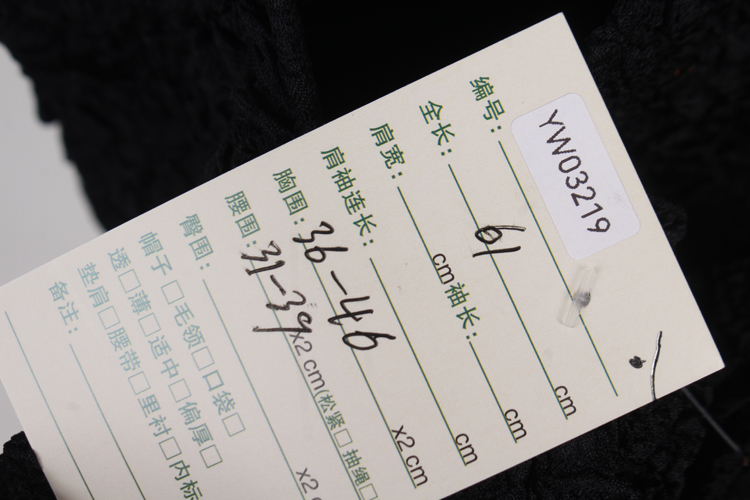 编号: YW03219
全长: 61 cm
肩宽: cm 袖长: cm
肩袖连长: cm
胸围: 36-46 x2 cm
腰围: 31-39 x2 cm (松紧□ 抽绳□
臀围: x2
帽子□ 毛领□ 口袋□
透□ 薄□ 适中□ 偏厚□
垫肩□ 腰带□ 里衬□ 内标
备注: